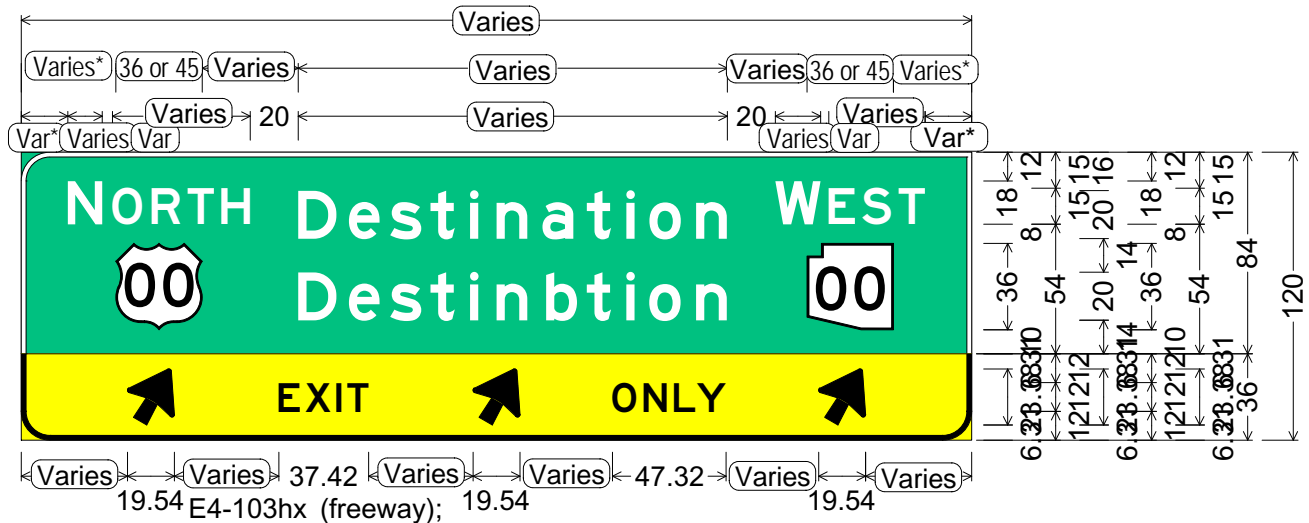 Varies
Varies* 36 or 45 Varies Varies Varies 36 or 45 Varies*
Varies 20 Varies 20 Varies
Var* Varies Var Varies Var Var*
NORTH Destination WEST
00 Destinbtion 00
EXIT ONLY
12 15 16 12 15
18 15 20 18 15
8 14 8 84
36 54 20 36 54 120
10 14 10
12 12 36
12 12
Varies Varies 37.42 Varies Varies 47.32 Varies Varies
19.54 19.54 19.54
E4-103hx (freeway);